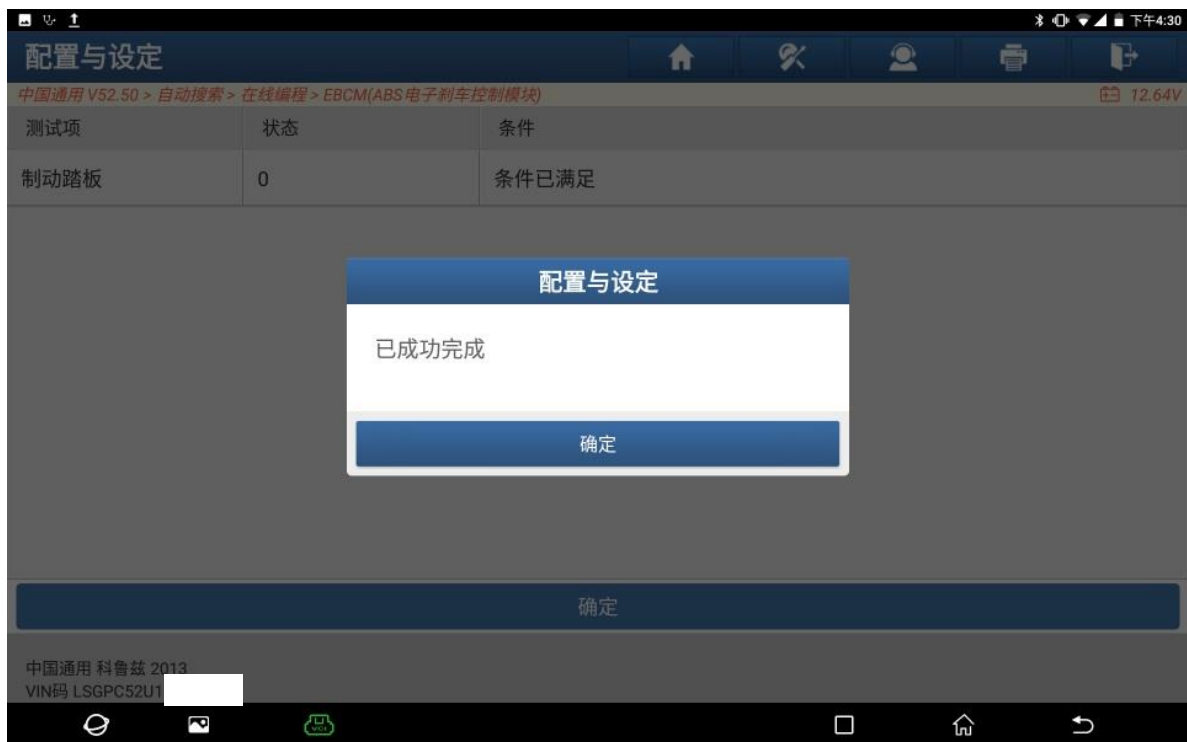 下午4:30
配置与设定
中国通用 V52.50 > 自动搜索 > 在线编程 > EBCM(ABS电子刹车控制模块) 12.64V
测试项 状态 条件
制动踏板 0 条件已满足
配置与设定
已成功完成
确定
确定
中国通用 科鲁兹 2013
VIN码 LSGPC52U1
VCI